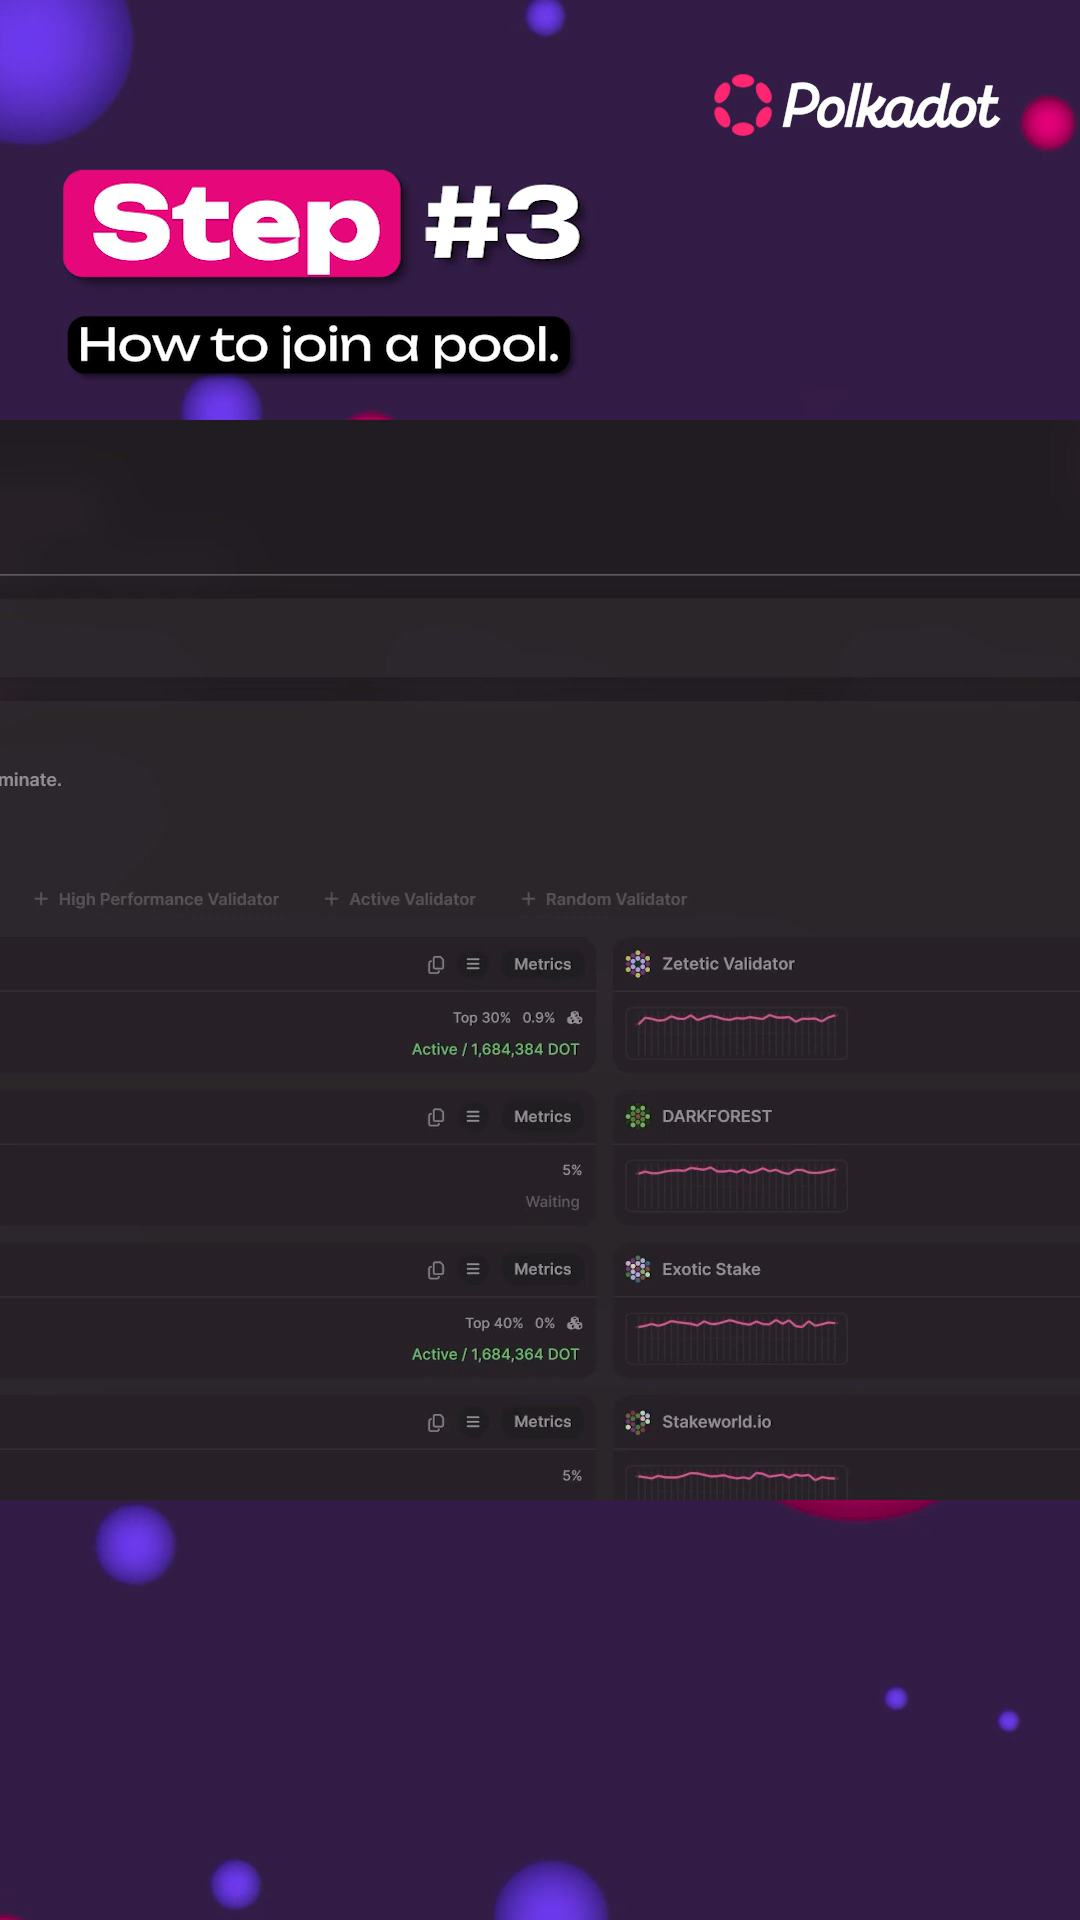 Polkadot
Step #3
How to join a pool.
minate.
+ High Performance Validator + Active Validator + Random Validator
Metrics
Zetetic Validator
Top 30% 0.9%
Active / 1,684,384 DOT
Metrics
DARKFOREST
5%
Waiting
Metrics
Exotic Stake
Top 40% 0%
Active / 1,684,364 DOT
Metrics
Stakeworld.io
5%